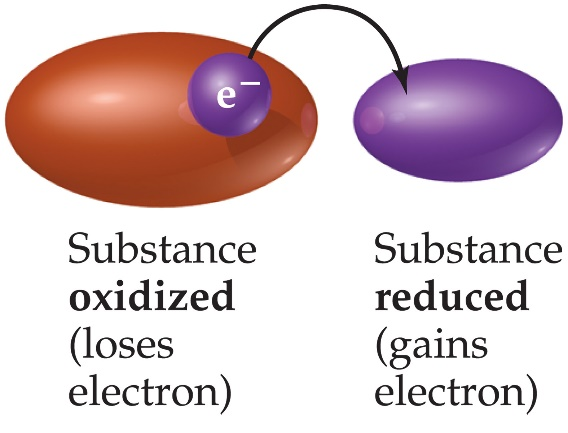 e−
Substance
oxidized
(loses
electron)
Substance
reduced
(gains
electron)